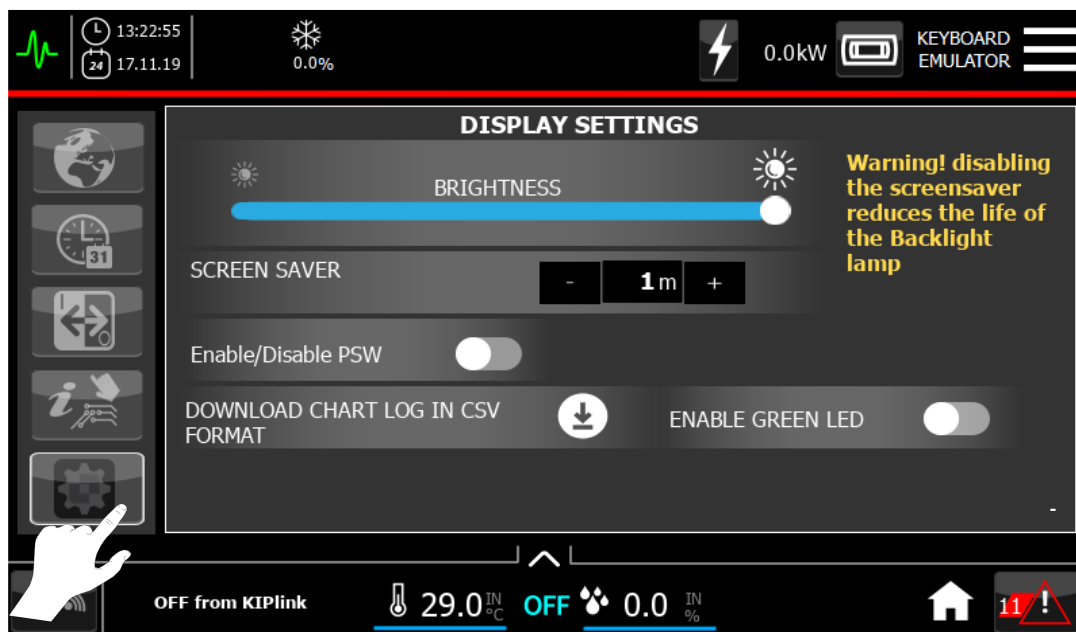 13:22:55
24 17.11.19
0.0%
0.0kW
KEYBOARD
EMULATOR
DISPLAY SETTINGS
BRIGHTNESS
Warning! disabling
the screensaver
reduces the life of
the Backlight
lamp
31
SCREEN SAVER
- 1 m +
I
O
Enable/Disable PSW
i
DOWNLOAD CHART LOG IN CSV
FORMAT
ENABLE GREEN LED
-
OFF from KIPlink
29.0 IN °C
OFF
0.0 IN %
11 !